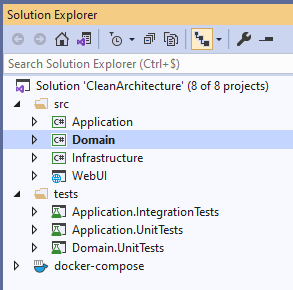 Solution Explorer
Search Solution Explorer (Ctrl+$)
Solution 'CleanArchitecture' (8 of 8 projects)
src
C# Application
C# Domain
C# Infrastructure
WebUI
tests
Application.IntegrationTests
Application.UnitTests
Domain.UnitTests
docker-compose